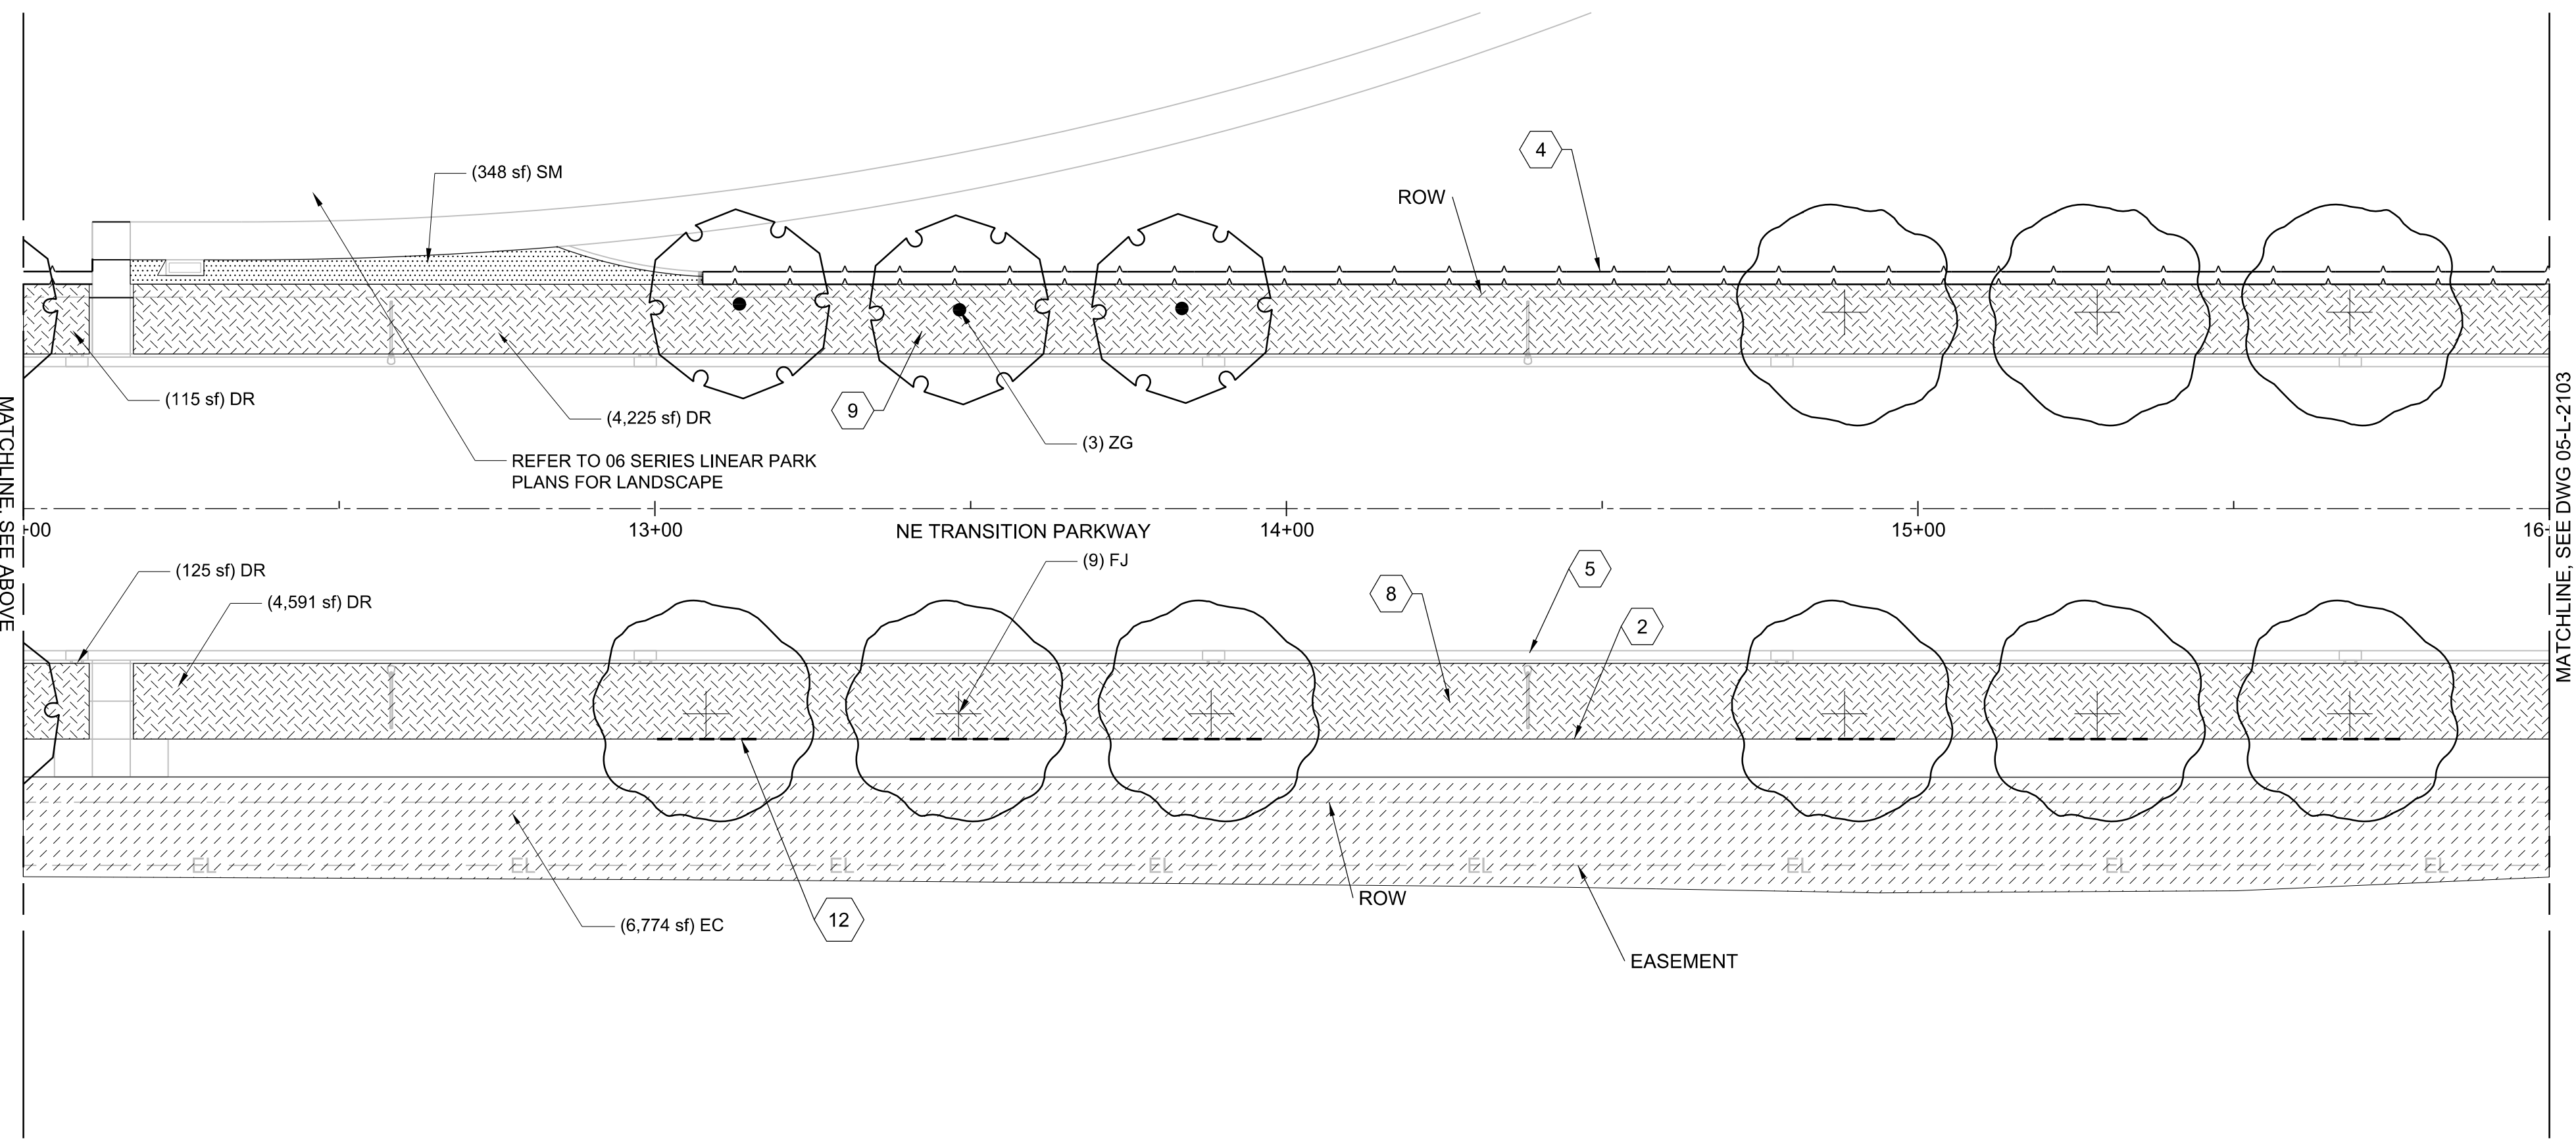 4
(348 sf) SM
ROW
(115 sf) DR
(4,225 sf) DR
9
(3) ZG
REFER TO 06 SERIES LINEAR PARK
PLANS FOR LANDSCAPE
MATCHLINE, SEE ABOVE
MATCHLINE, SEE DWG 05-L-2103
+00
13+00
NE TRANSITION PARKWAY
14+00
15+00
16+
(9) FJ
(125 sf) DR
5
(4,591 sf) DR
8
2
EL
EL
EL
EL
EL
EL
EL
EL
ROW
12
(6,774 sf) EC
EASEMENT